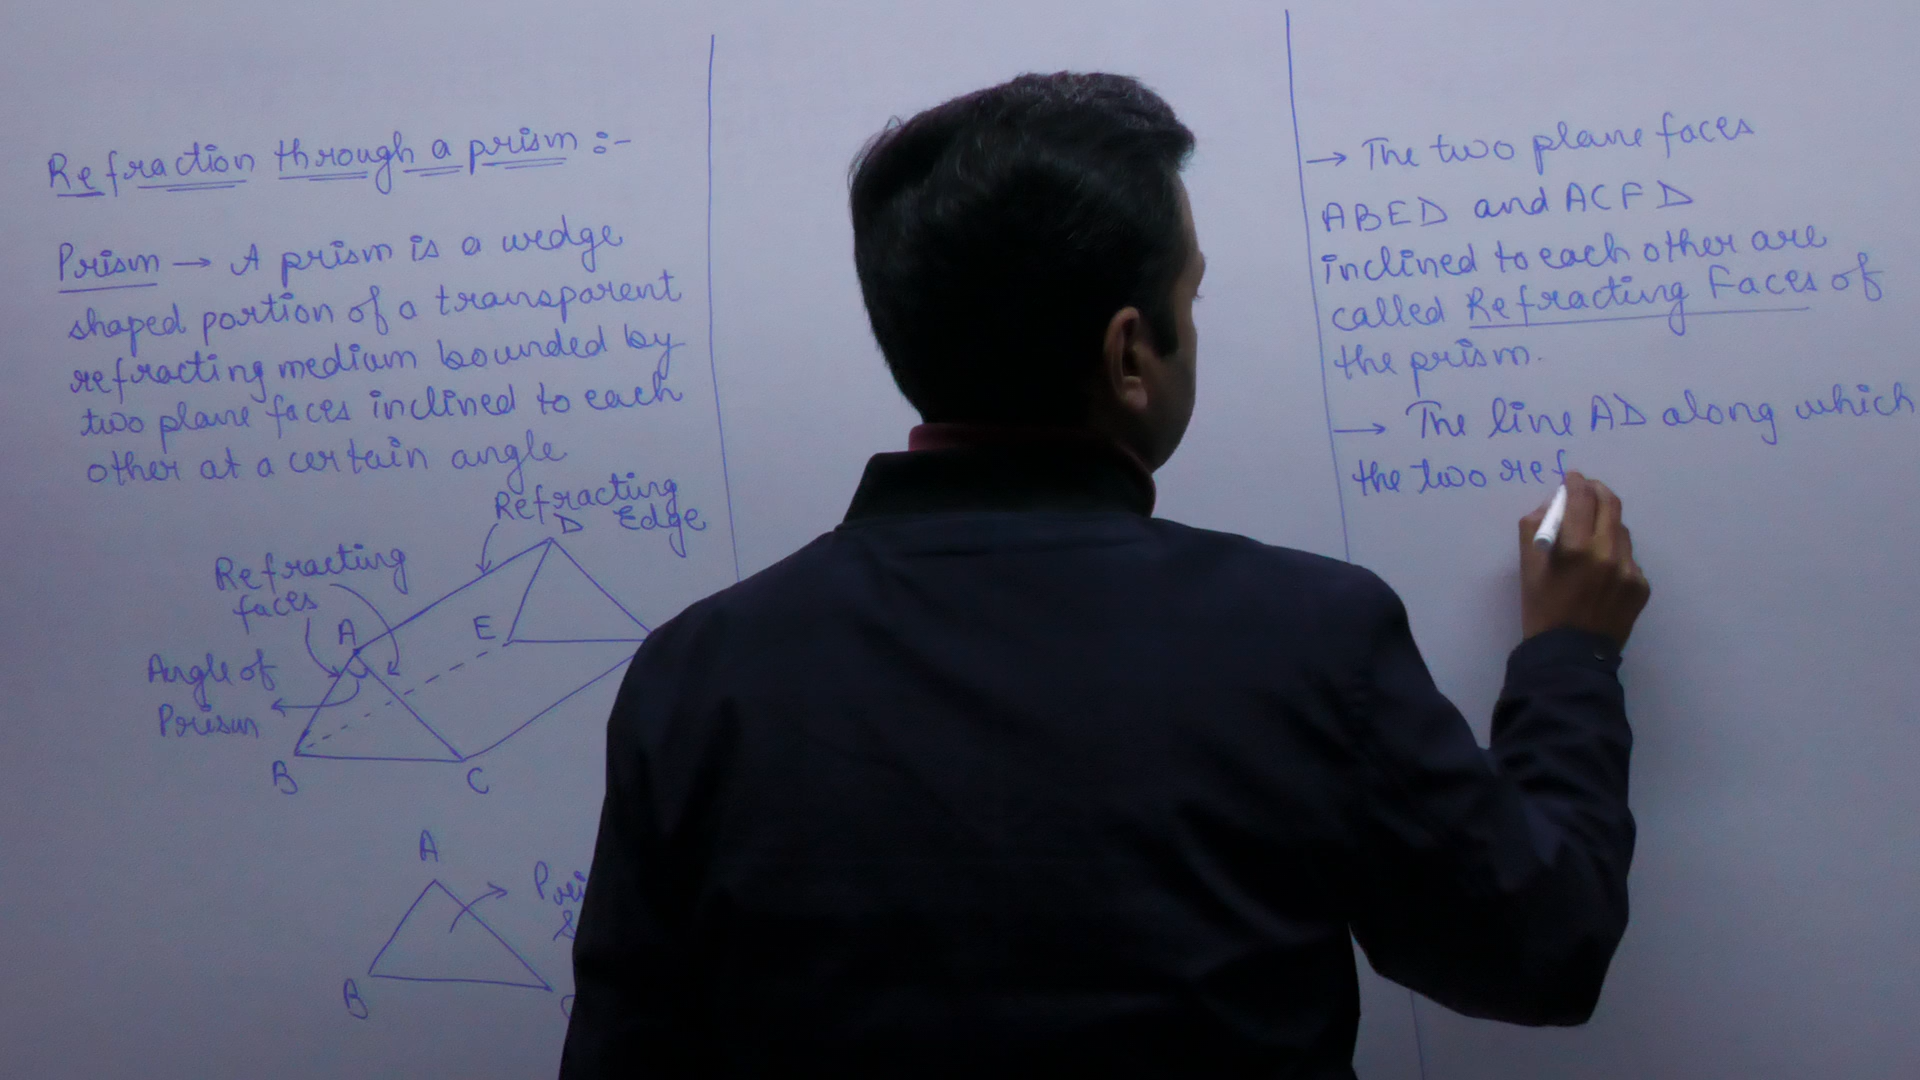 Refraction through a prism :-
Prism → A prism is a wedge
shaped portion of a transparent
refracting medium bounded by
two plane faces inclined to each
other at a certain angle
Refracting
Edge
D
Refracting
faces
A
E
Angle of
Prism
B
C
A
B
→ The two plane faces
ABED and ACFD
inclined to each other are
called Refracting Faces of
the prism.
→ The line AD along which
the two ref